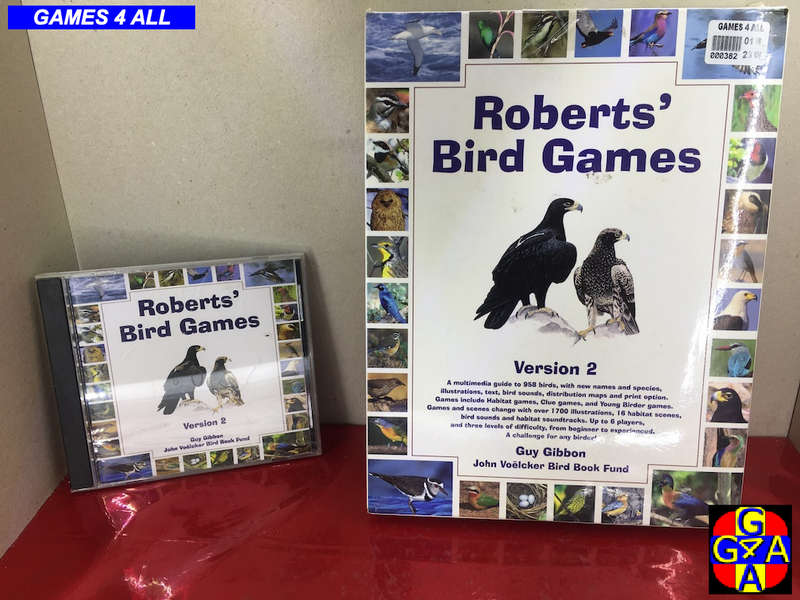 GAMES 4 ALL
GAMES 4 ALL
000382
Roberts'
Bird Games
Version 2
A multimedia guide to 958 birds, with new names and species,
illustrations, text, bird sounds, distribution maps and print option.
Games include Habitat games, Clue games, and Young Birder games.
Games and scenes change with over 1700 illustrations, 16 habitat scenes,
bird sounds and habitat soundtracks. Up to 6 players,
and three levels of difficulty, from beginner to experienced.
A challenge for any birder!
Guy Gibbon
John Voëlcker Bird Book Fund
Roberts'
Bird Games
Version 2
Guy Gibbon
John Voëlcker Bird Book Fund
G
G4A
A